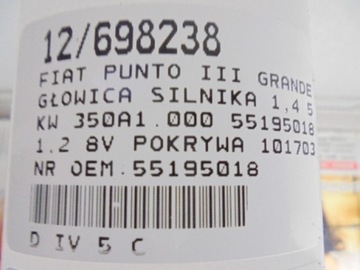 12/698238
FIAT PUNTO III GRANDE
GŁOWICA SILNIKA 1,4 5
KW 350A1.000 55195018
1.2 8V POKRYWA 101703
NR OEM.55195018
D IV 5 C